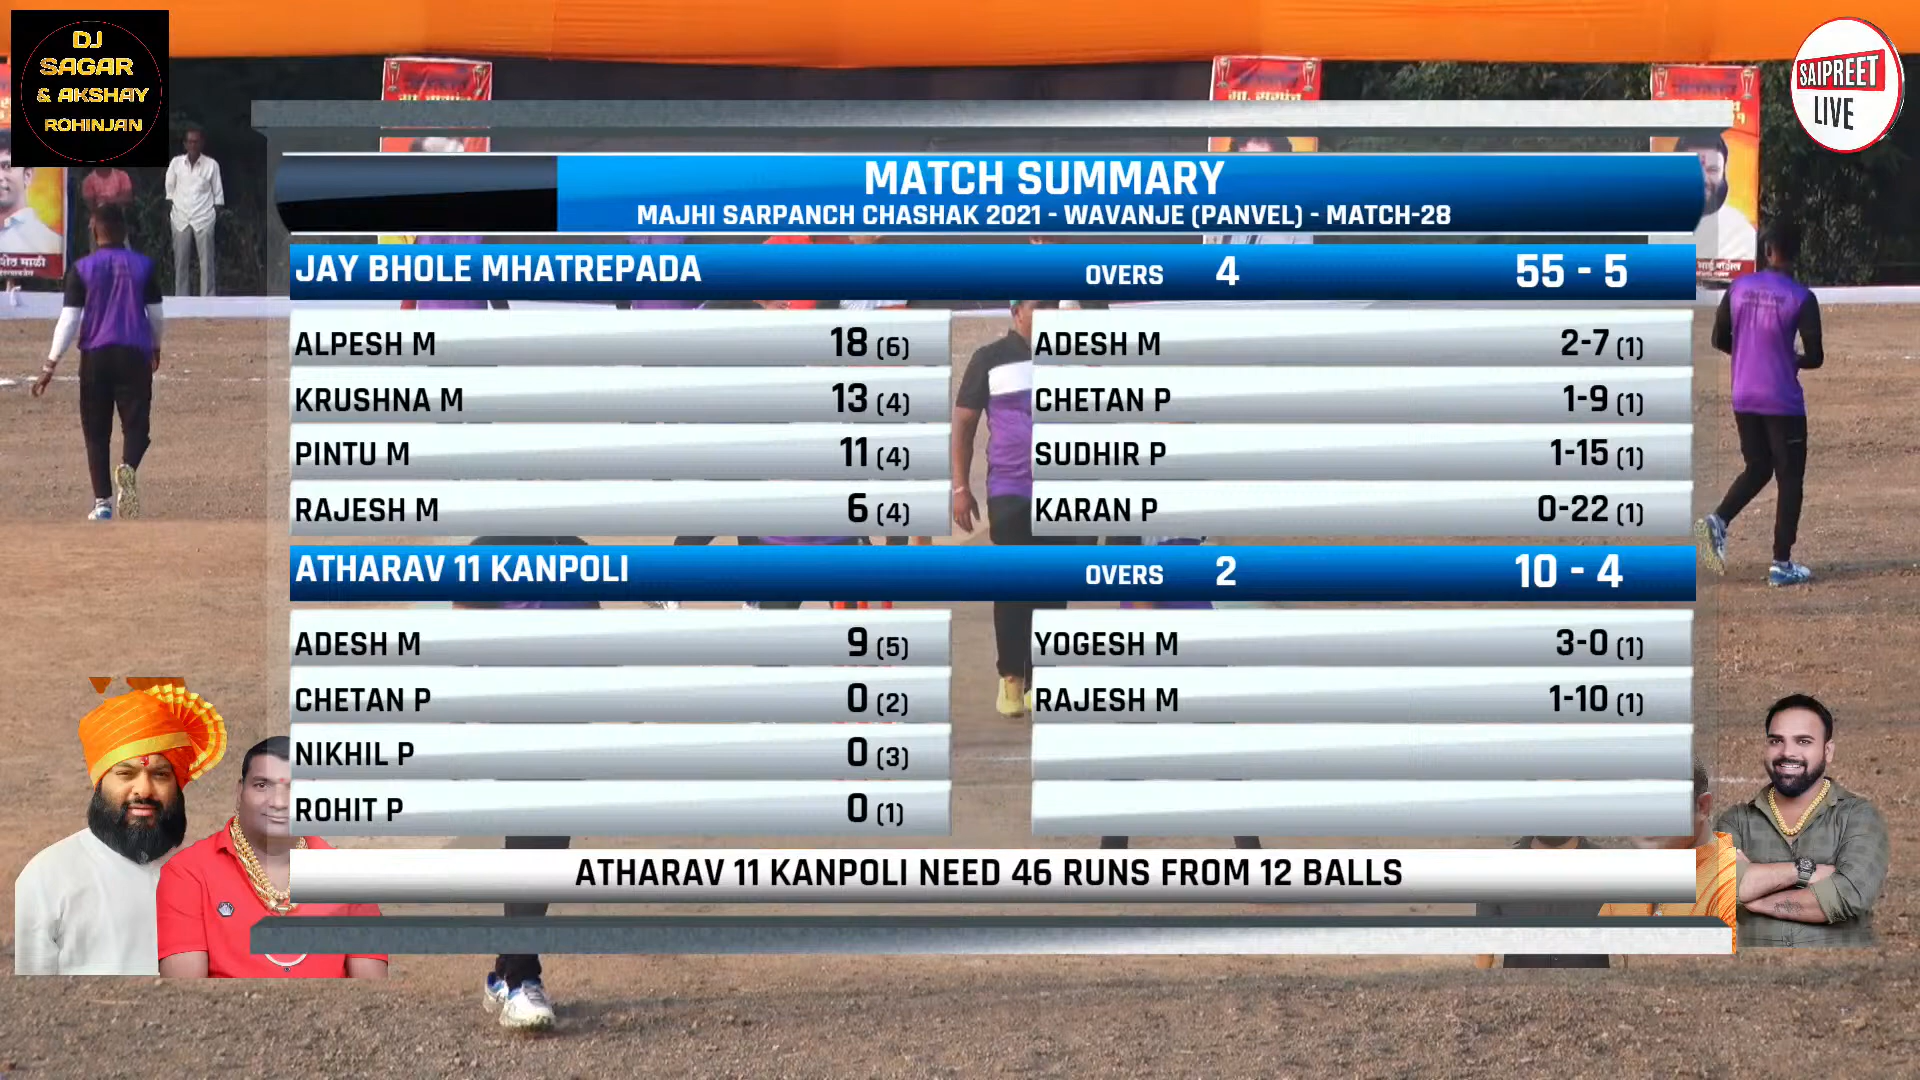 DJ
SAGAR
& AKSHAY
ROHINJAN
SAIPREET
LIVE
MATCH SUMMARY
MAJHI SARPANCH CHASHAK 2021 - WAVANJE (PANVEL) - MATCH-28
JAY BHOLE MHATREPADA OVERS 4 55 - 5
ALPESH M 18 (6) ADESH M 2-7 (1)
KRUSHNA M 13 (4) CHETAN P 1-9 (1)
PINTU M 11 (4) SUDHIR P 1-15 (1)
RAJESH M 6 (4) KARAN P 0-22 (1)
ATHARAV 11 KANPOLI OVERS 2 10 - 4
ADESH M 9 (5) YOGESH M 3-0 (1)
CHETAN P 0 (2) RAJESH M 1-10 (1)
NIKHIL P 0 (3)
ROHIT P 0 (1)
ATHARAV 11 KANPOLI NEED 46 RUNS FROM 12 BALLS